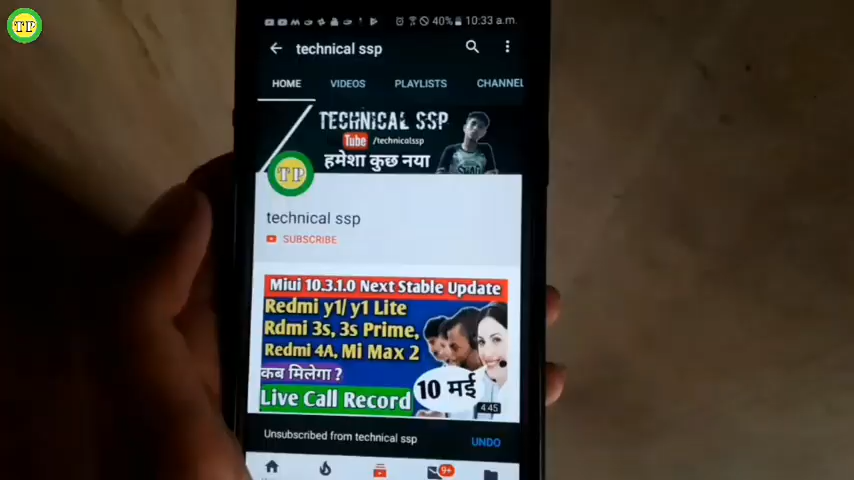 TP
40% 10:33 a.m.
technical ssp
HOME VIDEOS PLAYLISTS CHANNEL
TECHNICAL SSP
Tube /technicalssp
हमेशा कुछ नया
TP
technical ssp
SUBSCRIBE
Miui 10.3.1.0 Next Stable Update
Redmi y1/ y1 Lite
Rdmi 3s, 3s Prime,
Redmi 4A, Mi Max 2
कब मिलेगा ?
10 मई
Live Call Record
4:45
Unsubscribed from technical ssp UNDO
9+